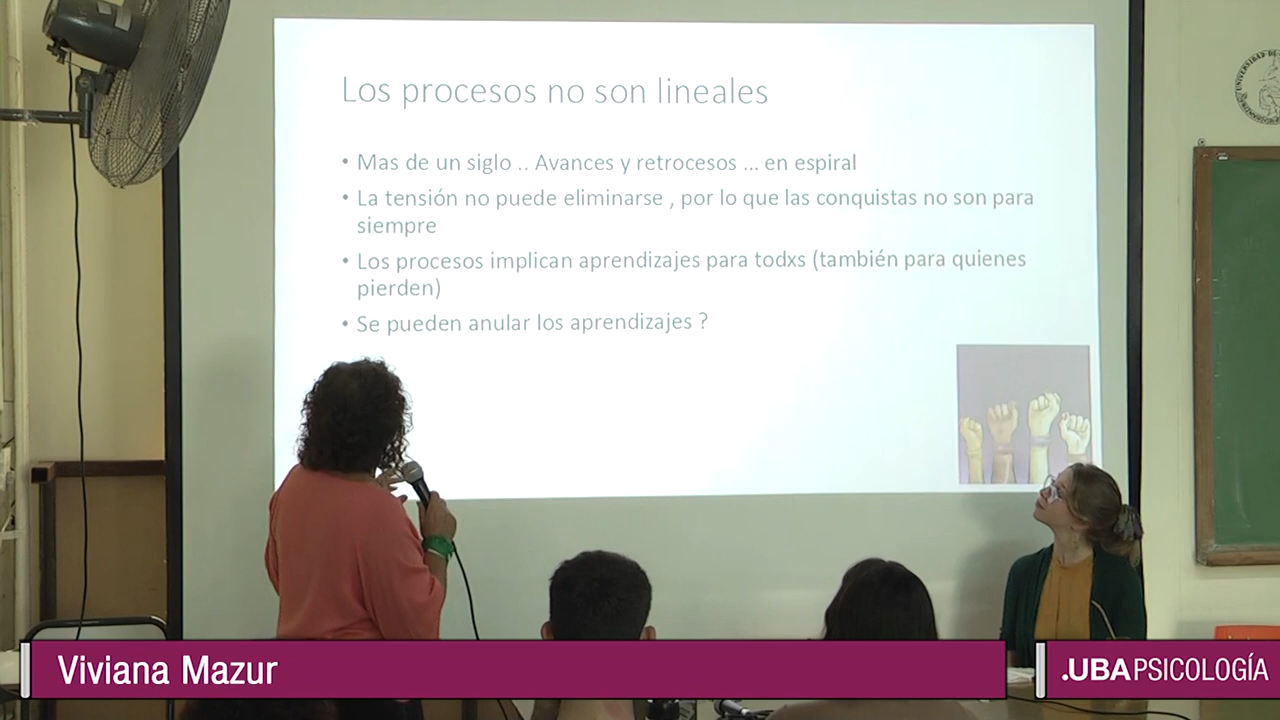 Los procesos no son lineales
• Mas de un siglo .. Avances y retrocesos ... en espiral
• La tensión no puede eliminarse , por lo que las conquistas no son para
siempre
• Los procesos implican aprendizajes para todxs (también para quienes
pierden)
• Se pueden anular los aprendizajes ?
Viviana Mazur
.UBAPSICOLOGÍA